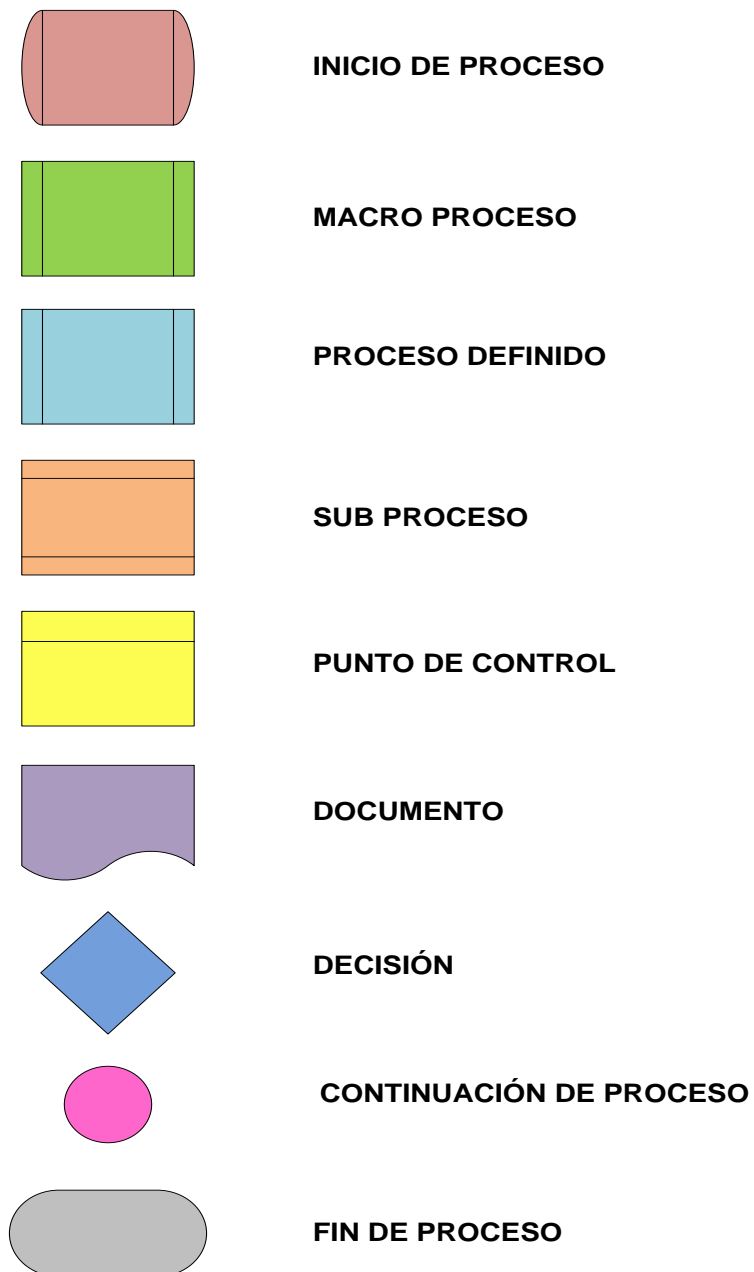 INICIO DE PROCESO
MACRO PROCESO
PROCESO DEFINIDO
SUB PROCESO
PUNTO DE CONTROL
DOCUMENTO
DECISIÓN
CONTINUACIÓN DE PROCESO
FIN DE PROCESO